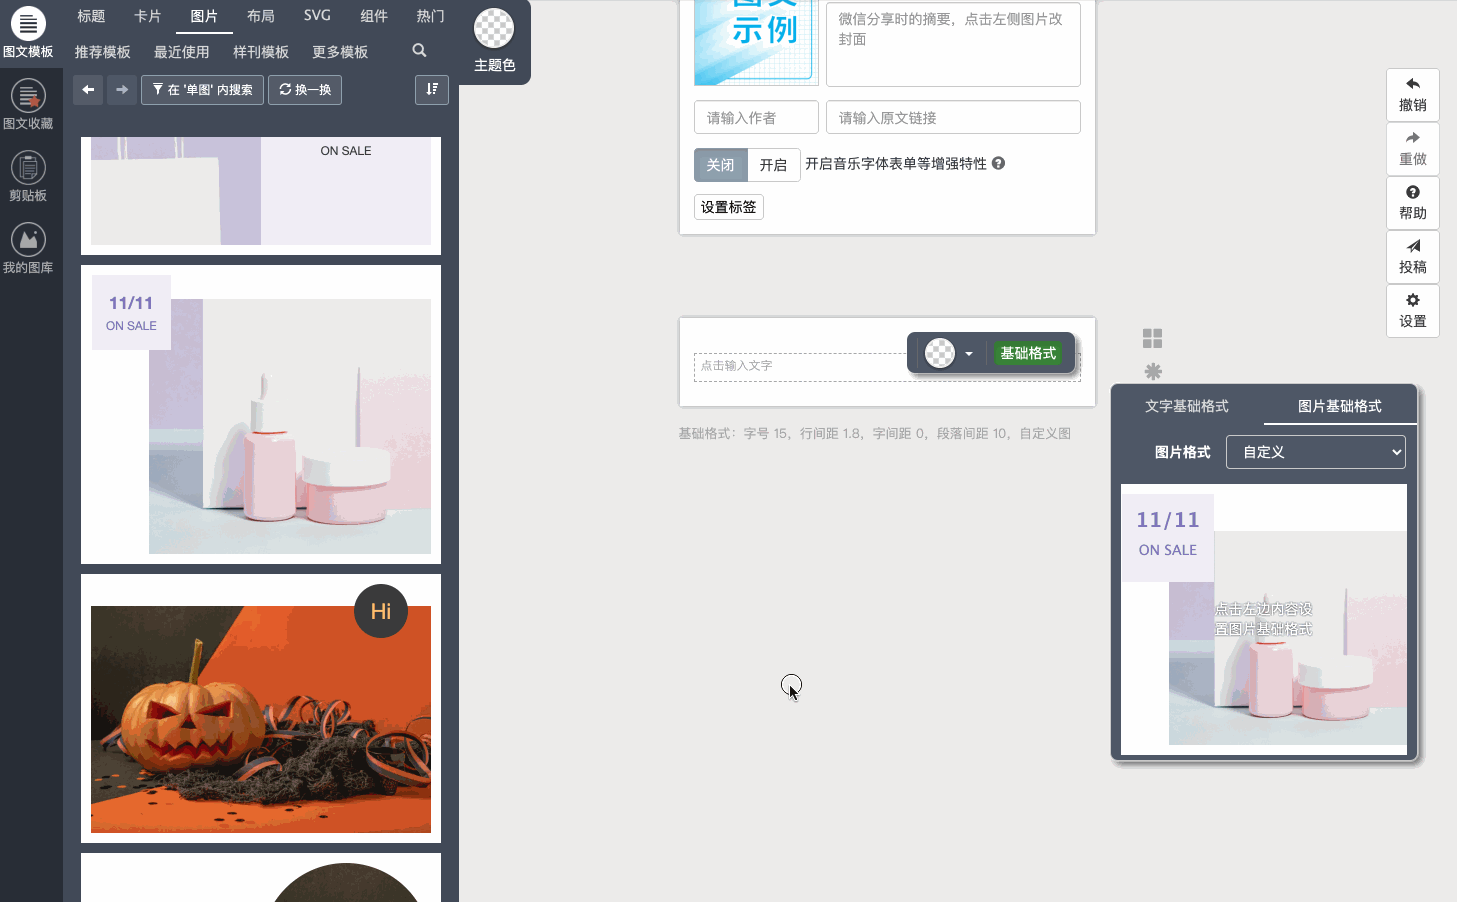 图文模板
图文收藏
剪贴板
我的图库
标题 卡片 图片 布局 SVG 组件 热门
推荐模板 最近使用 样刊模板 更多模板
在 '单图' 内搜索 换一换
主题色
ON SALE
11/11
ON SALE
Hi
示例
微信分享时的摘要，点击左侧图片改
封面
请输入作者 请输入原文链接
关闭 开启 开启音乐字体表单等增强特性
设置标签
点击输入文字
基础格式
基础格式：字号 15，行间距 1.8，字间距 0，段落间距 10，自定义图
撤销
重做
帮助
投稿
设置
文字基础格式 图片基础格式
图片格式 自定义
11/11
ON SALE
点击左边内容设
置图片基础格式